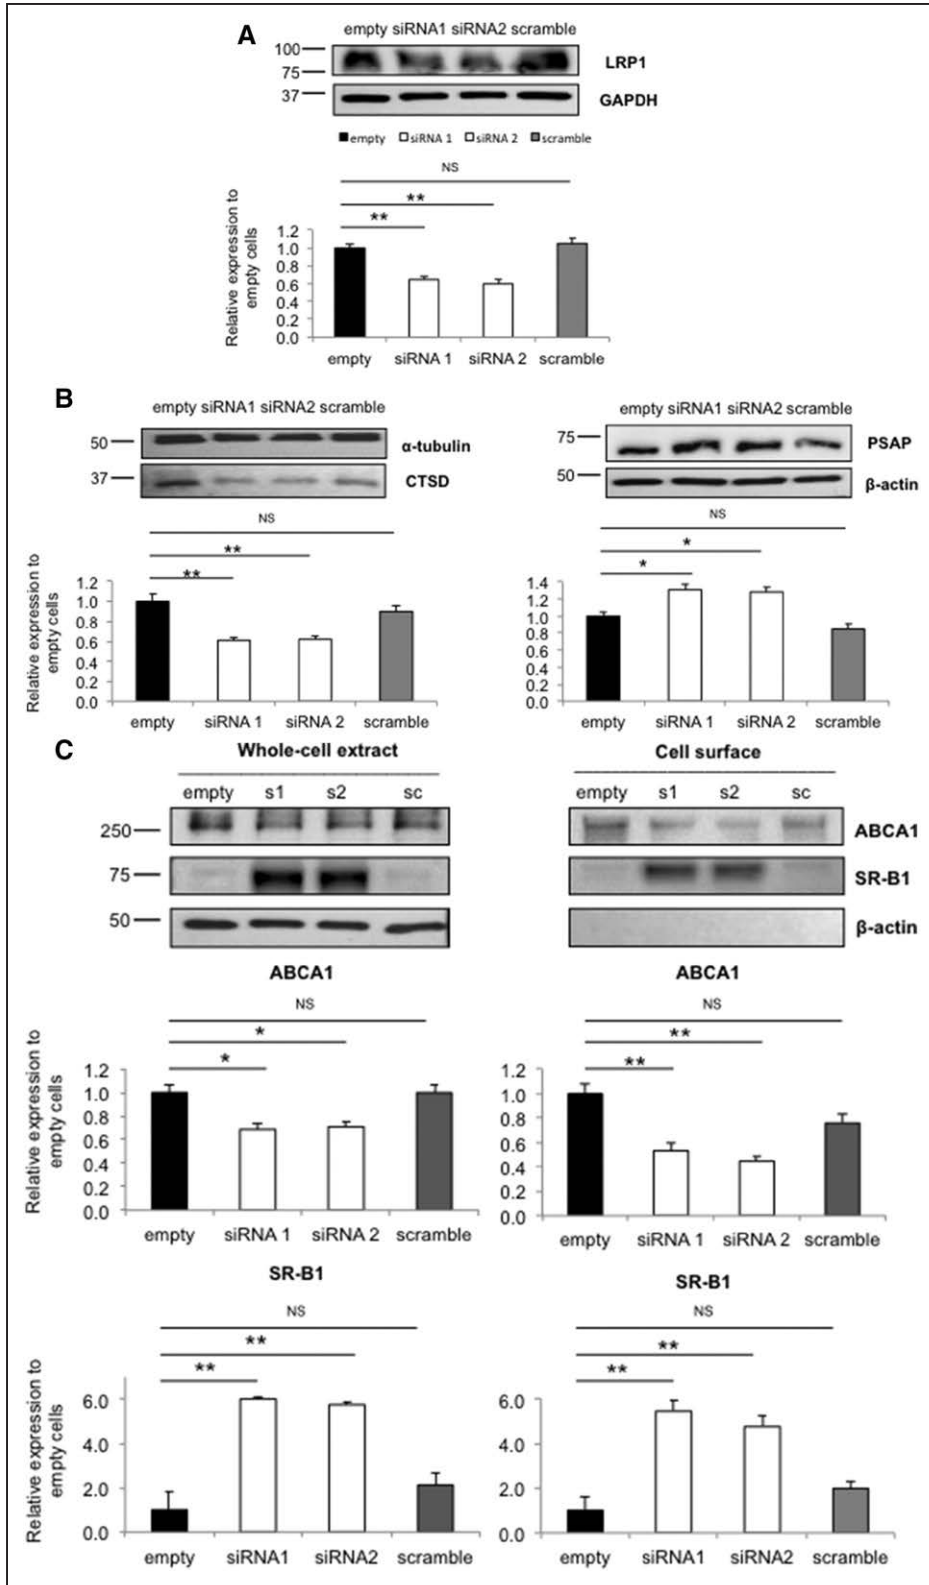 A
empty siRNA1 siRNA2 scramble
100
LRP1
75
37
GAPDH
empty siRNA 1 siRNA 2 scramble
NS
**
**
Relative expression to
empty cells
1.2
1.0
0.8
0.6
0.4
0.2
0.0
empty siRNA 1 siRNA 2 scramble
B
empty siRNA1 siRNA2 scramble
50
α-tubulin
37
CTSD
NS
**
**
Relative expression to
empty cells
1.2
1.0
0.8
0.6
0.4
0.2
0.0
empty siRNA 1 siRNA 2 scramble
empty siRNA1 siRNA2 scramble
75
PSAP
50
β-actin
NS
*
*
1.4
1.2
1.0
0.8
0.6
0.4
0.2
0.0
empty siRNA 1 siRNA 2 scramble
C
Whole-cell extract
empty s1 s2 sc
250
75
50
Cell surface
empty s1 s2 sc
ABCA1
SR-B1
β-actin
ABCA1
NS
*
*
Relative expression to
empty cells
1.2
1.0
0.8
0.6
0.4
0.2
0.0
empty siRNA 1 siRNA 2 scramble
ABCA1
NS
**
**
1.2
1.0
0.8
0.6
0.4
0.2
0.0
empty siRNA 1 siRNA 2 scramble
SR-B1
NS
**
**
Relative expression to
empty cells
6.0
4.0
2.0
0.0
empty siRNA1 siRNA2 scramble
SR-B1
NS
**
**
6.0
4.0
2.0
0.0
empty siRNA1 siRNA2 scramble